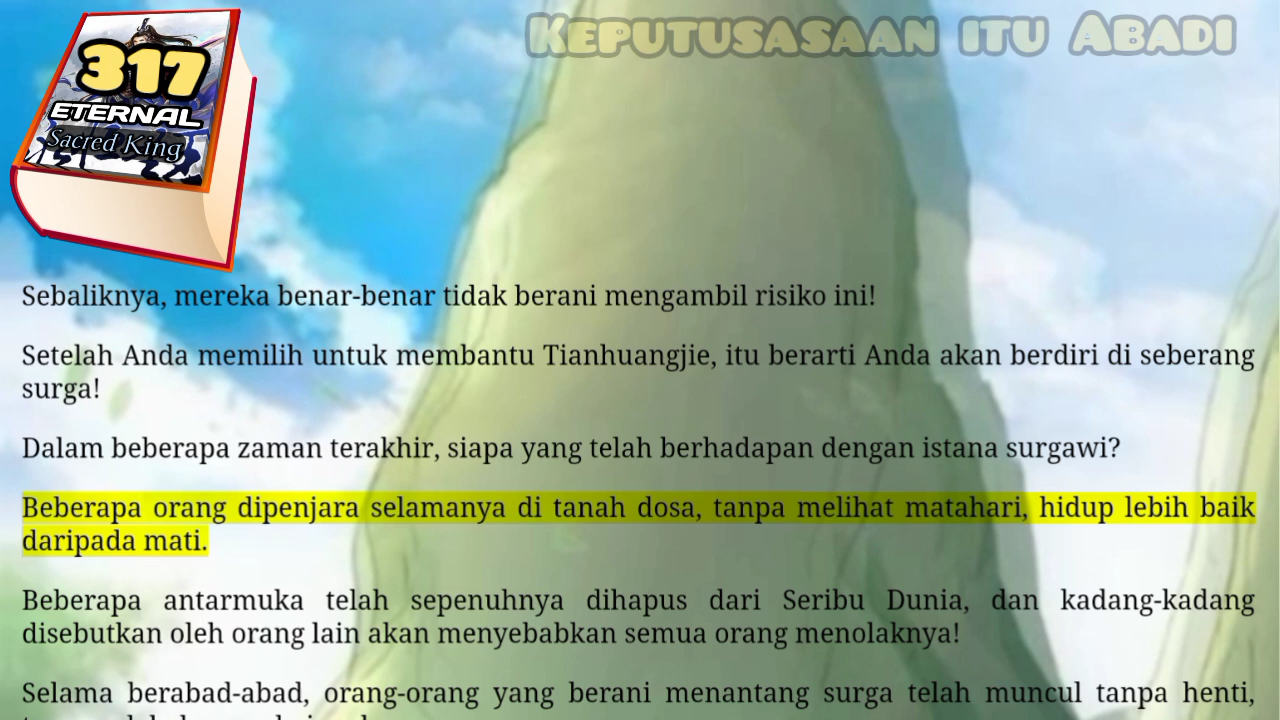 Keputusasaan itu Abadi
317
ETERNAL
Sacred King
Sebaliknya, mereka benar-benar tidak berani mengambil risiko ini!
Setelah Anda memilih untuk membantu Tianhuangjie, itu berarti Anda akan berdiri di seberang
surga!
Dalam beberapa zaman terakhir, siapa yang telah berhadapan dengan istana surgawi?
Beberapa orang dipenjara selamanya di tanah dosa, tanpa melihat matahari, hidup lebih baik
daripada mati.
Beberapa antarmuka telah sepenuhnya dihapus dari Seribu Dunia, dan kadang-kadang
disebutkan oleh orang lain akan menyebabkan semua orang menolaknya!
Selama berabad-abad, orang-orang yang berani menantang surga telah muncul tanpa henti,